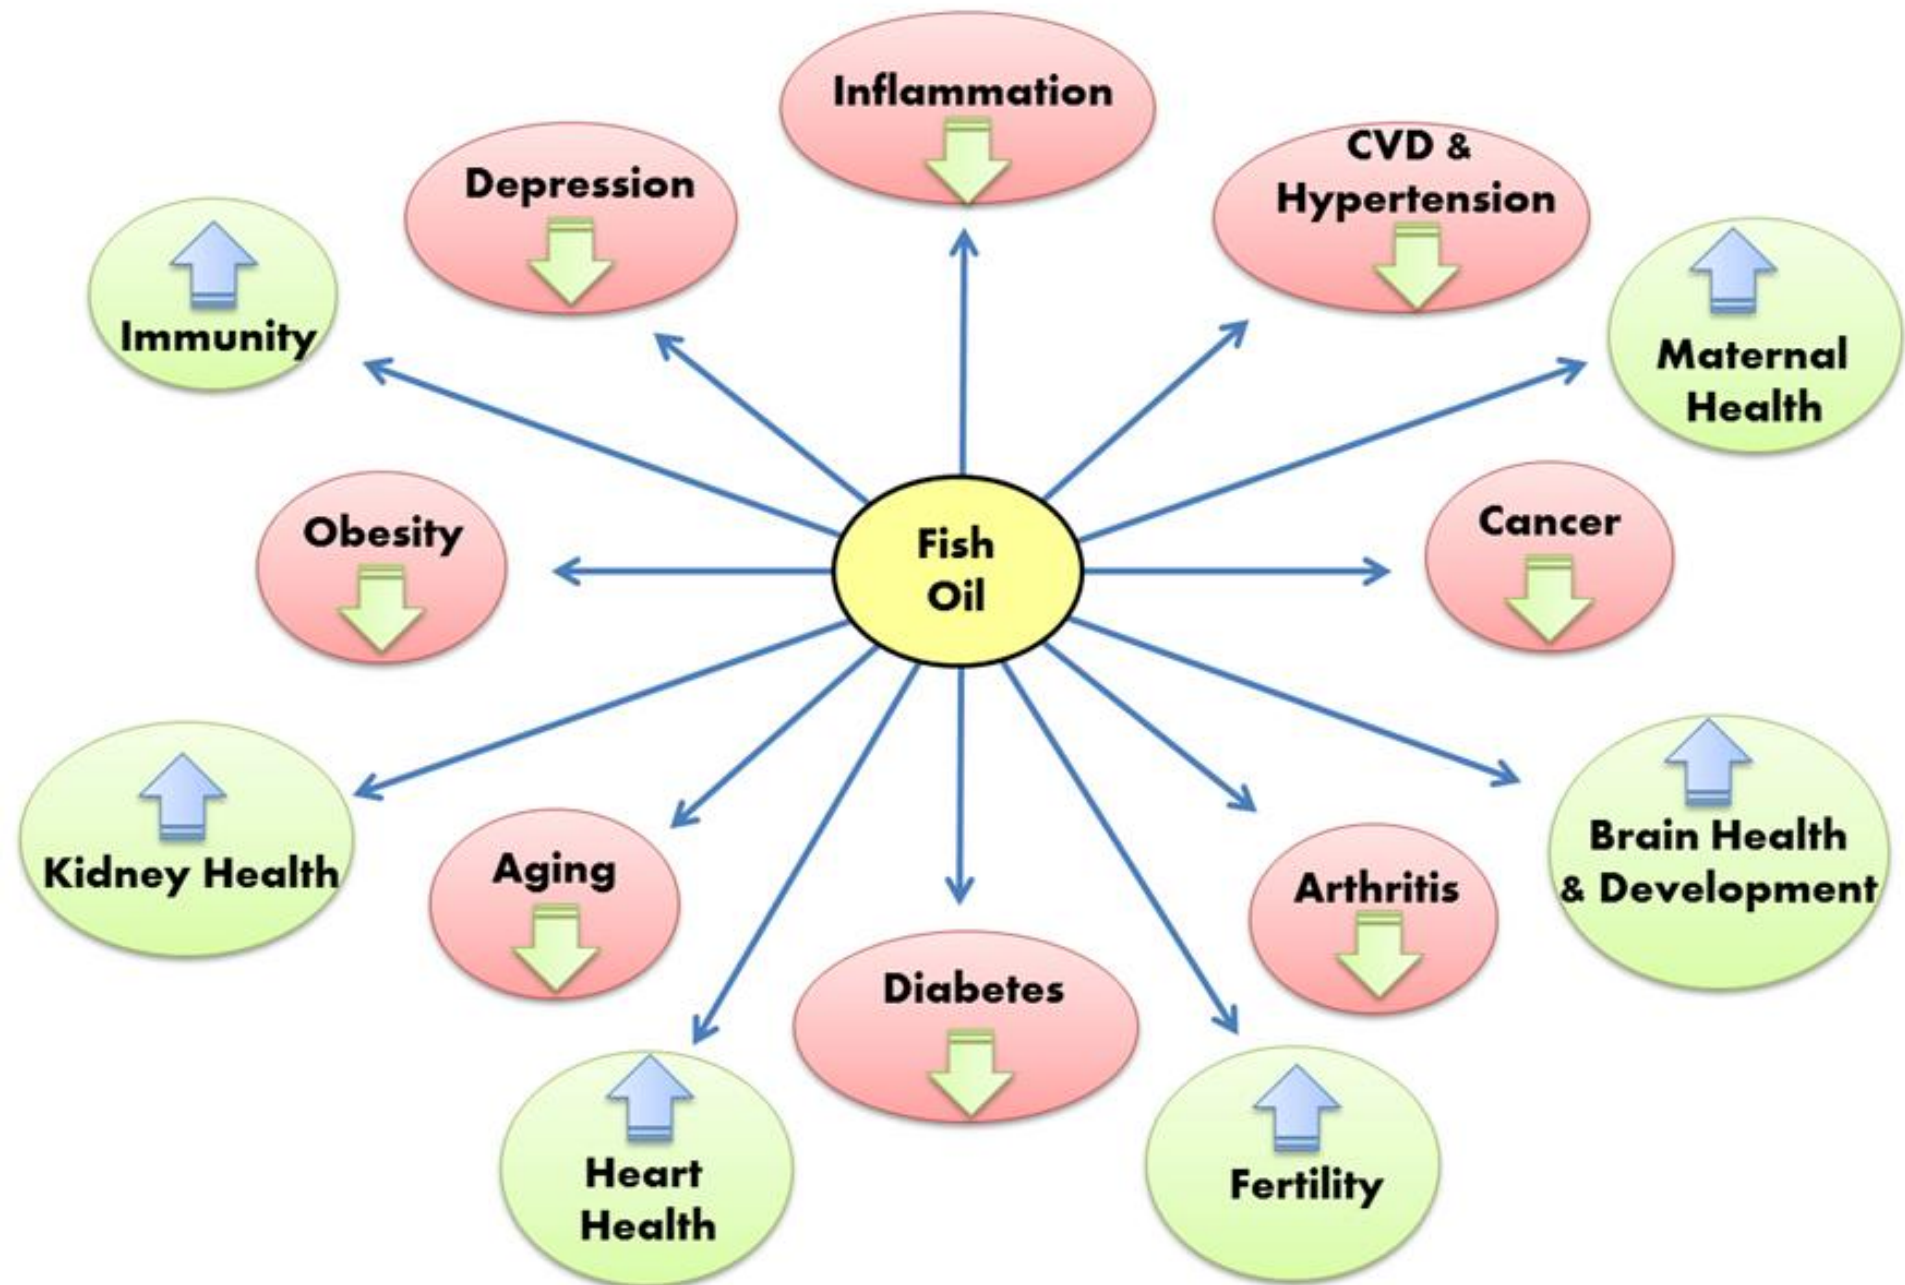 Inflammation
CVD &
Hypertension
Depression
Immunity
Maternal
Health
Obesity
Fish
Oil
Cancer
Kidney Health
Aging
Diabetes
Arthritis
Brain Health
& Development
Heart
Health
Fertility